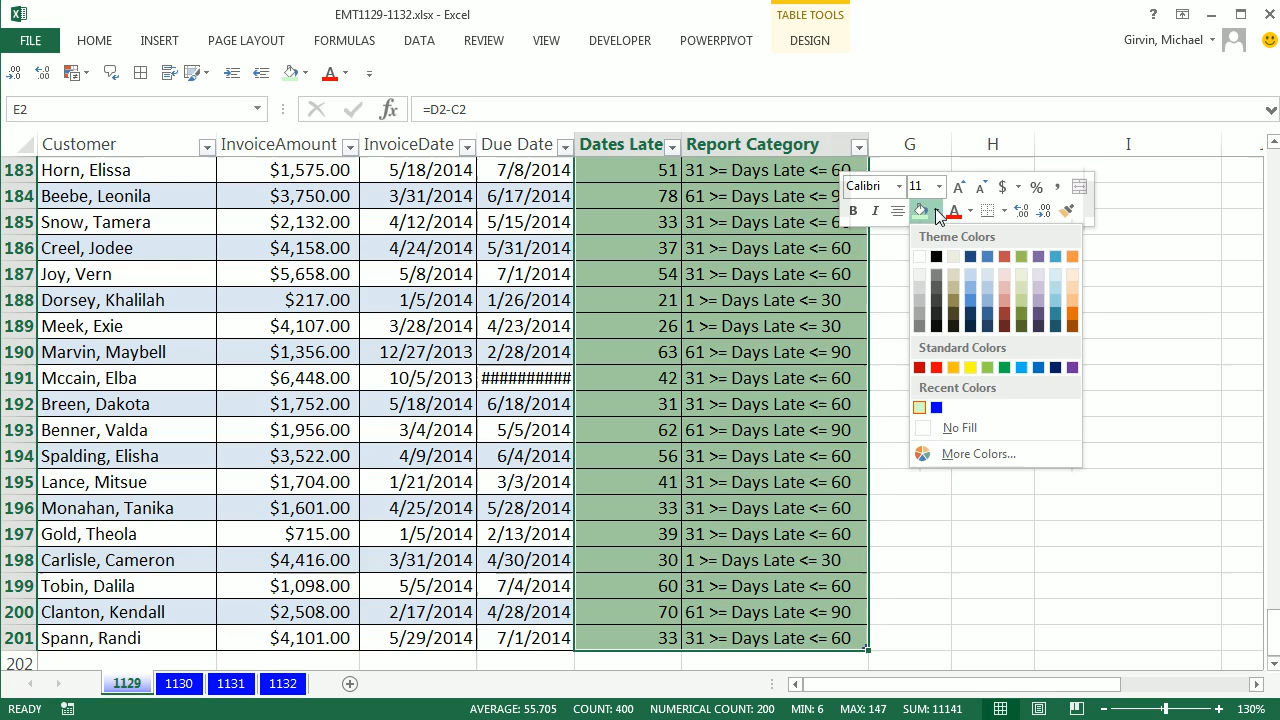 EMT1129-1132.xlsx - Excel
TABLE TOOLS
?
FILE HOME INSERT PAGE LAYOUT FORMULAS DATA REVIEW VIEW DEVELOPER POWERPIVOT DESIGN Girvin, Michael
E2 fx =D2-C2
Customer InvoiceAmount InvoiceDate Due Date Dates Late Report Category G H I
183 Horn, Elissa $1,575.00 5/18/2014 7/8/2014 51 31 >= Days Late <= 60
184 Beebe, Leonila $3,750.00 3/31/2014 6/17/2014 78 61 >= Days Late <= 9
185 Snow, Tamera $2,132.00 4/12/2014 5/15/2014 33 31 >= Days Late <= 6
186 Creel, Jodee $4,158.00 4/24/2014 5/31/2014 37 31 >= Days Late <= 60
187 Joy, Vern $5,658.00 5/8/2014 7/1/2014 54 31 >= Days Late <= 60
188 Dorsey, Khalilah $217.00 1/5/2014 1/26/2014 21 1 >= Days Late <= 30
189 Meek, Exie $4,107.00 3/28/2014 4/23/2014 26 1 >= Days Late <= 30
190 Marvin, Maybell $1,356.00 12/27/2013 2/28/2014 63 61 >= Days Late <= 90
191 Mccain, Elba $6,448.00 10/5/2013 ########## 42 31 >= Days Late <= 60
192 Breen, Dakota $1,752.00 5/18/2014 6/18/2014 31 31 >= Days Late <= 60
193 Benner, Valda $1,956.00 3/4/2014 5/5/2014 62 61 >= Days Late <= 90
194 Spalding, Elisha $3,522.00 4/9/2014 6/4/2014 56 31 >= Days Late <= 60
195 Lance, Mitsue $1,704.00 1/21/2014 3/3/2014 41 31 >= Days Late <= 60
196 Monahan, Tanika $1,601.00 4/25/2014 5/28/2014 33 31 >= Days Late <= 60
197 Gold, Theola $715.00 1/5/2014 2/13/2014 39 31 >= Days Late <= 60
198 Carlisle, Cameron $4,416.00 3/31/2014 4/30/2014 30 1 >= Days Late <= 30
199 Tobin, Dalila $1,098.00 5/5/2014 7/4/2014 60 31 >= Days Late <= 60
200 Clanton, Kendall $2,508.00 2/17/2014 4/28/2014 70 61 >= Days Late <= 90
201 Spann, Randi $4,101.00 5/29/2014 7/1/2014 33 31 >= Days Late <= 60
202
Calibri 11 A A $ % ,
B I A
Theme Colors
Standard Colors
Recent Colors
No Fill
More Colors...
1129 1130 1131 1132
READY AVERAGE: 55.705 COUNT: 400 NUMERICAL COUNT: 200 MIN: 6 MAX: 147 SUM: 11141 130%